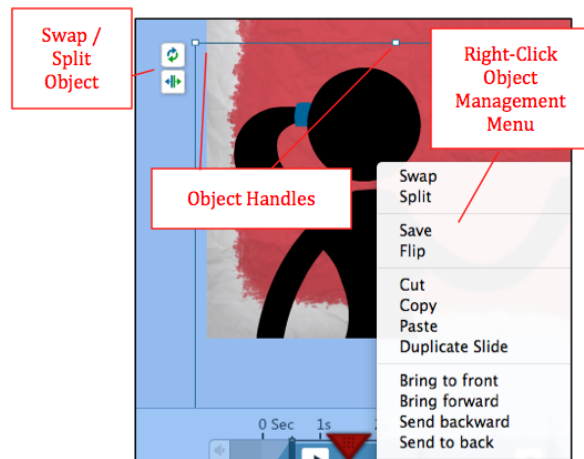 Swap /
Split
Object
Right-Click
Object
Management
Menu
Object Handles
Swap
Split
Save
Flip
Cut
Copy
Paste
Duplicate Slide
Bring to front
Bring forward
Send backward
Send to back
0 Sec 1s